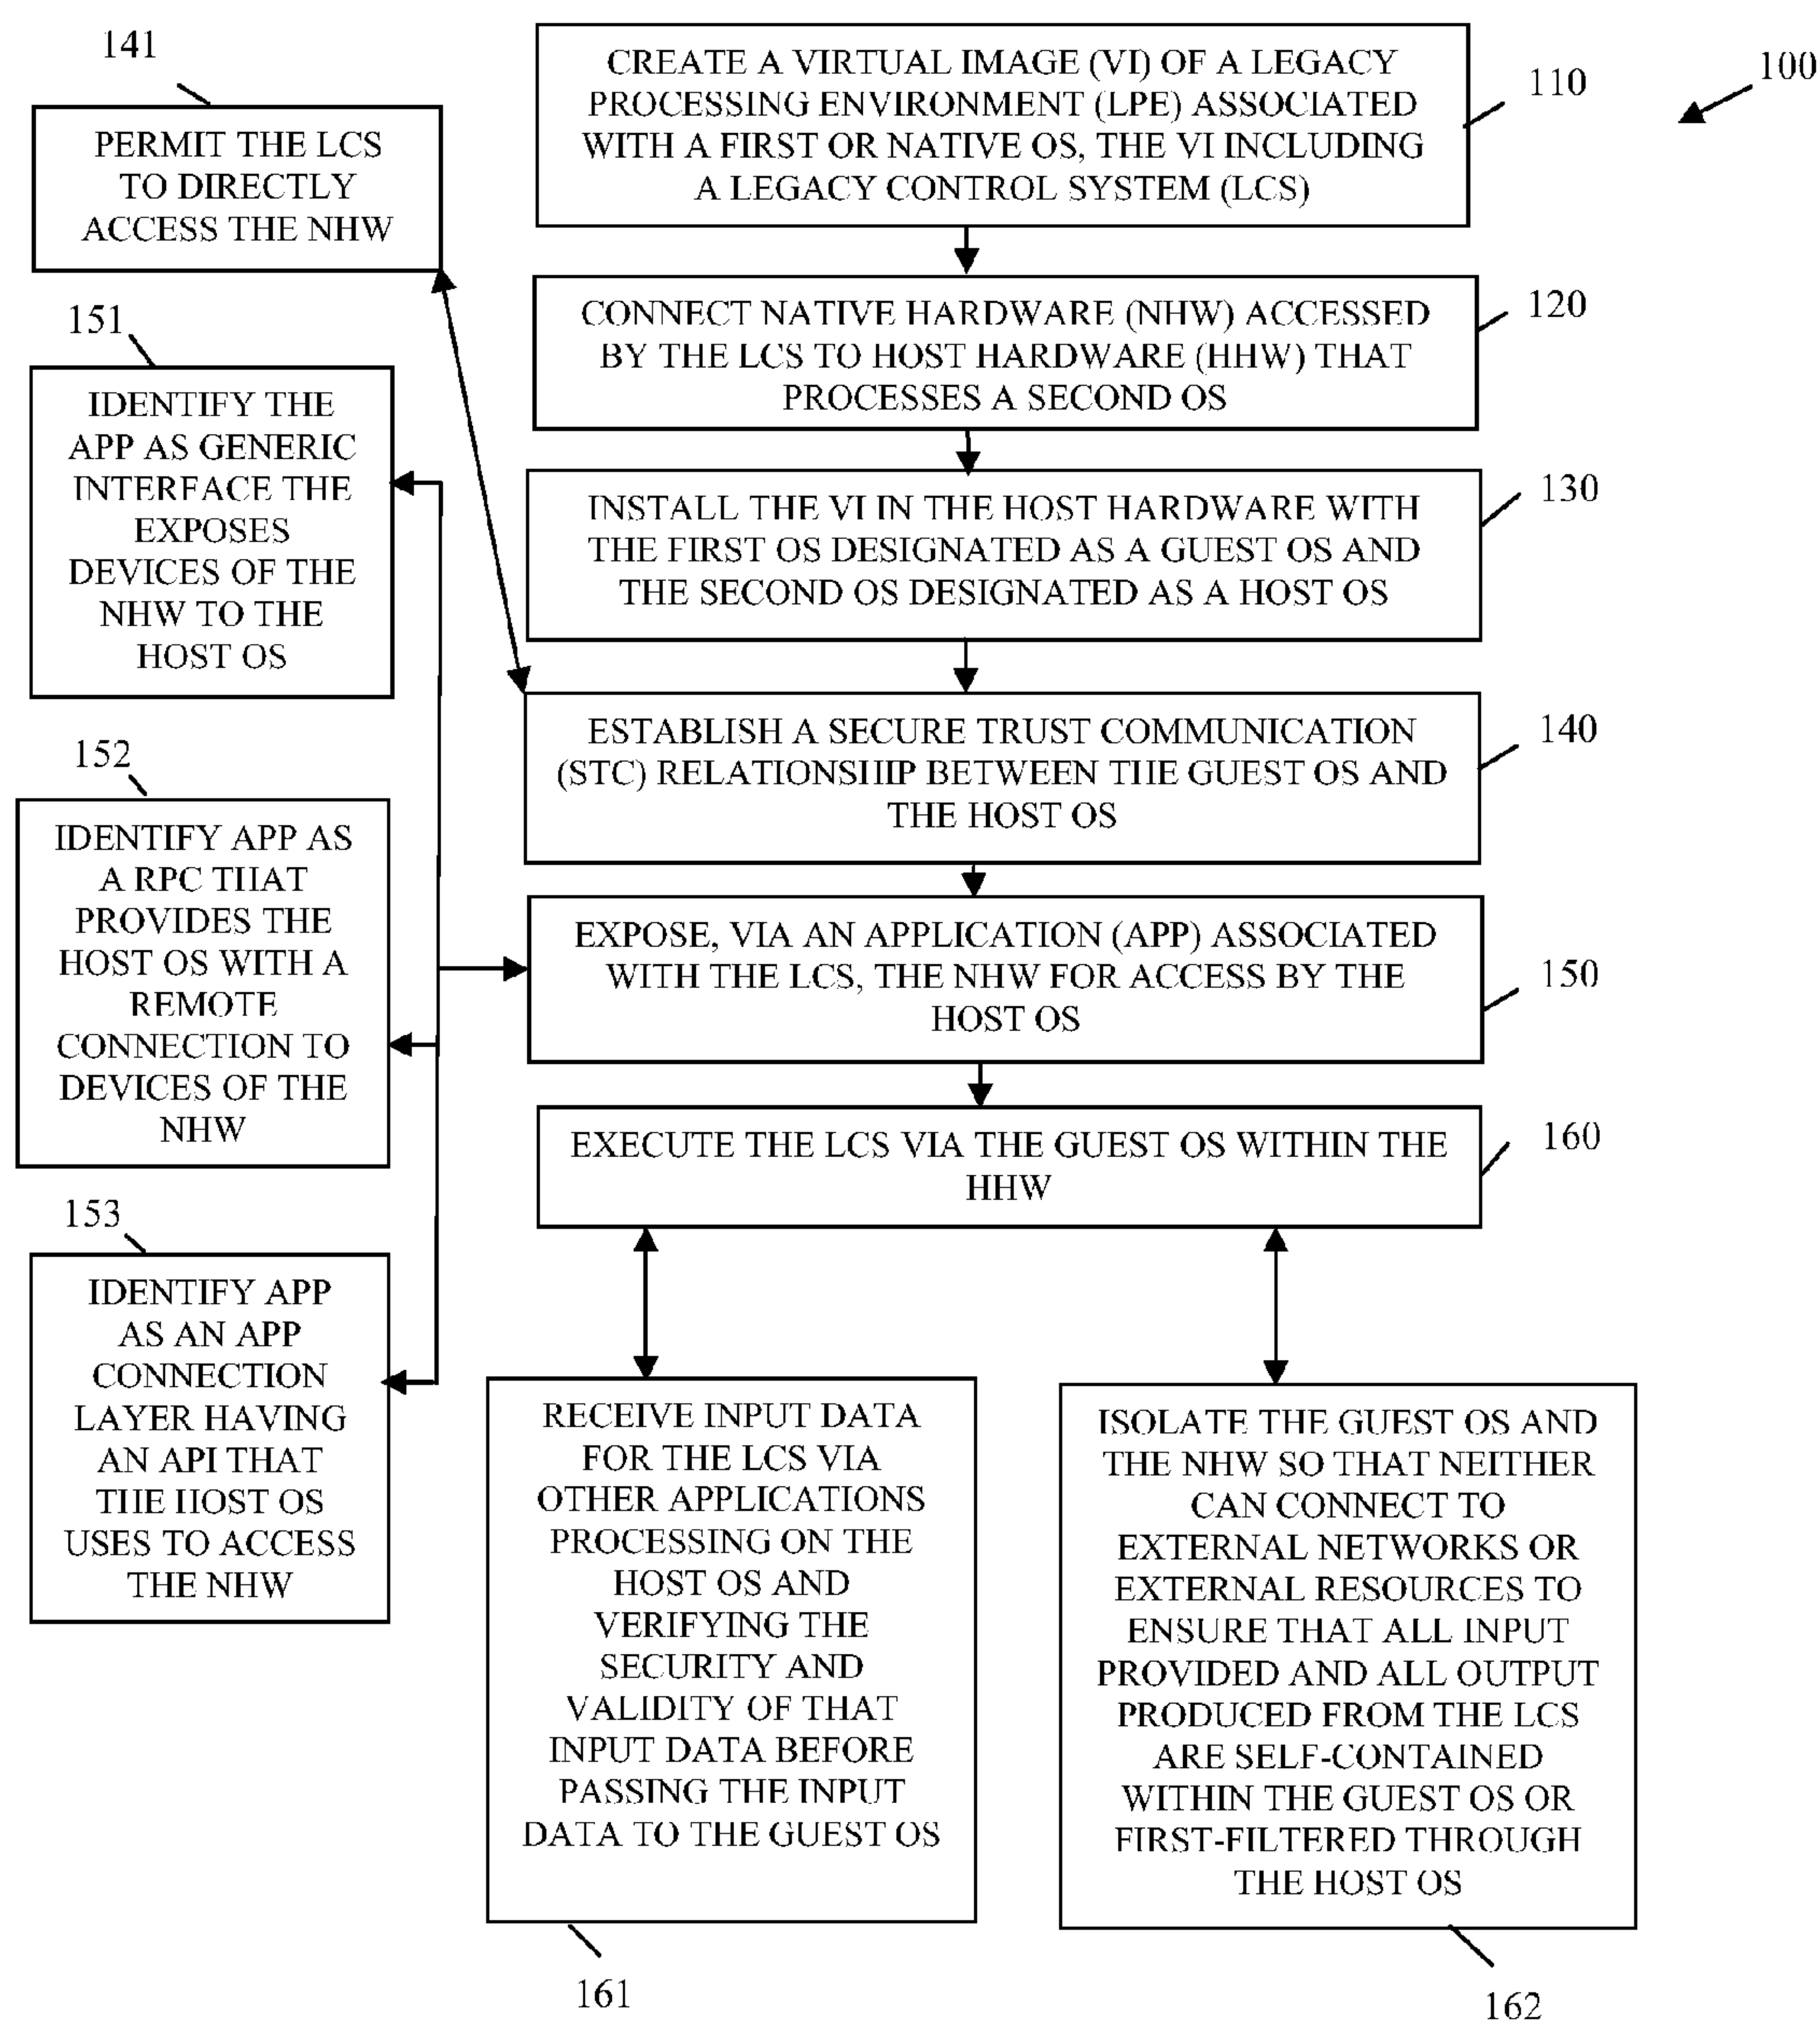 100
CREATE A VIRTUAL IMAGE (VI) OF A LEGACY
PROCESSING ENVIRONMENT (LPE) ASSOCIATED
WITH A FIRST OR NATIVE OS, THE VI INCLUDING
A LEGACY CONTROL SYSTEM (LCS)
110
CONNECT NATIVE HARDWARE (NHW) ACCESSED
BY THE LCS TO HOST HARDWARE (HHW) THAT
PROCESSES A SECOND OS
120
INSTALL THE VI IN THE HOST HARDWARE WITH
THE FIRST OS DESIGNATED AS A GUEST OS AND
THE SECOND OS DESIGNATED AS A HOST OS
130
ESTABLISH A SECURE TRUST COMMUNICATION
(STC) RELATIONSHIP BETWEEN THE GUEST OS AND
THE HOST OS
140
141
PERMIT THE LCS
TO DIRECTLY
ACCESS THE NHW
EXPOSE, VIA AN APPLICATION (APP) ASSOCIATED
WITH THE LCS, THE NHW FOR ACCESS BY THE
HOST OS
150
151
IDENTIFY THE
APP AS GENERIC
INTERFACE THE
EXPOSES
DEVICES OF THE
NHW TO THE
HOST OS
152
IDENTIFY APP AS
A RPC THAT
PROVIDES THE
HOST OS WITH A
REMOTE
CONNECTION TO
DEVICES OF THE
NHW
153
IDENTIFY APP
AS AN APP
CONNECTION
LAYER HAVING
AN API THAT
THE HOST OS
USES TO ACCESS
THE NHW
EXECUTE THE LCS VIA THE GUEST OS WITHIN THE
HHW
160
RECEIVE INPUT DATA
FOR THE LCS VIA
OTHER APPLICATIONS
PROCESSING ON THE
HOST OS AND
VERIFYING THE
SECURITY AND
VALIDITY OF THAT
INPUT DATA BEFORE
PASSING THE INPUT
DATA TO THE GUEST OS
161
ISOLATE THE GUEST OS AND
THE NHW SO THAT NEITHER
CAN CONNECT TO
EXTERNAL NETWORKS OR
EXTERNAL RESOURCES TO
ENSURE THAT ALL INPUT
PROVIDED AND ALL OUTPUT
PRODUCED FROM THE LCS
ARE SELF-CONTAINED
WITHIN THE GUEST OS OR
FIRST-FILTERED THROUGH
THE HOST OS
162